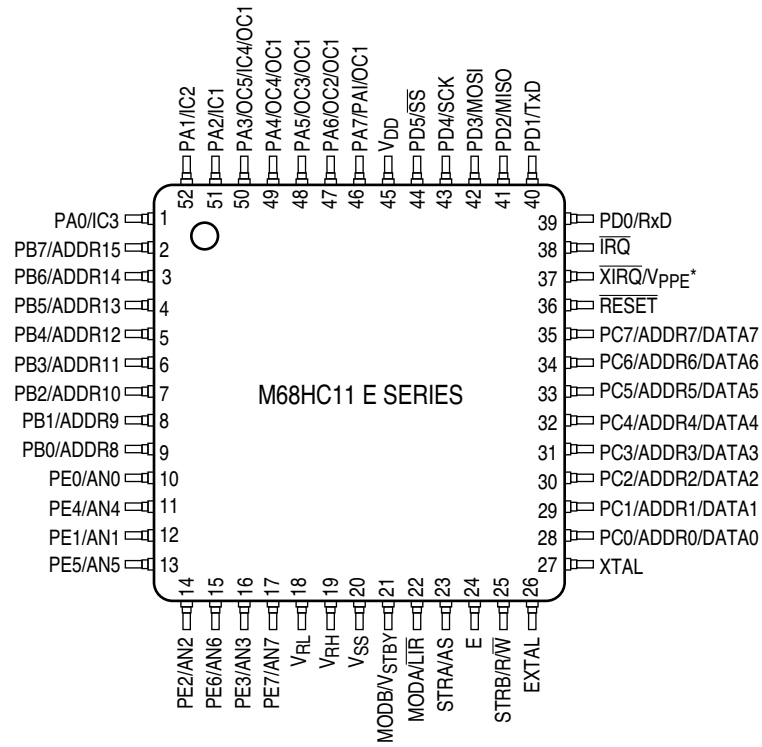 PA1/IC2
PA2/IC1
PA3/OC5/IC4/OC1
PA4/OC4/OC1
PA5/OC3/OC1
PA6/OC2/OC1
PA7/PAI/OC1
VDD
PD5/S̅S̅
PD4/SCK
PD3/MOSI
PD2/MISO
PD1/TxD
52
51
50
49
48
47
46
45
44
43
42
41
40
PA0/IC3 1
PB7/ADDR15 2
PB6/ADDR14 3
PB5/ADDR13 4
PB4/ADDR12 5
PB3/ADDR11 6
PB2/ADDR10 7
PB1/ADDR9 8
PB0/ADDR8 9
PE0/AN0 10
PE4/AN4 11
PE1/AN1 12
PE5/AN5 13
M68HC11 E SERIES
39 PD0/RxD
38 I̅R̅Q̅
37 X̅I̅R̅Q̅/VPPE*
36 R̅E̅S̅E̅T̅
35 PC7/ADDR7/DATA7
34 PC6/ADDR6/DATA6
33 PC5/ADDR5/DATA5
32 PC4/ADDR4/DATA4
31 PC3/ADDR3/DATA3
30 PC2/ADDR2/DATA2
29 PC1/ADDR1/DATA1
28 PC0/ADDR0/DATA0
27 XTAL
14
15
16
17
18
19
20
21
22
23
24
25
26
PE2/AN2
PE6/AN6
PE3/AN3
PE7/AN7
VRL
VRH
VSS
MODB/VSTBY
MODA/L̅I̅R̅
STRA/AS
E
STRB/R/W̅
EXTAL